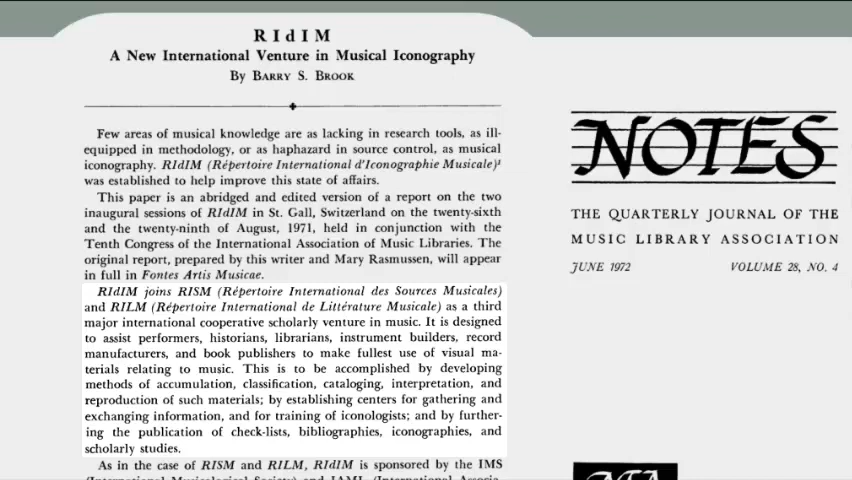 RIdIM
A New International Venture in Musical Iconography
By BARRY S. BROOK
Few areas of musical knowledge are as lacking in research tools, as ill-
equipped in methodology, or as haphazard in source control, as musical
iconography. RIdIM (Répertoire International d'Iconographie Musicale)¹
was established to help improve this state of affairs.
This paper is an abridged and edited version of a report on the two
inaugural sessions of RIdIM in St. Gall, Switzerland on the twenty-sixth
and the twenty-ninth of August, 1971, held in conjunction with the
Tenth Congress of the International Association of Music Libraries. The
original report, prepared by this writer and Mary Rasmussen, will appear
in full in Fontes Artis Musicae.
RIdIM joins RISM (Répertoire International des Sources Musicales)
and RILM (Répertoire International de Littérature Musicale) as a third
major international cooperative scholarly venture in music. It is designed
to assist performers, historians, librarians, instrument builders, record
manufacturers, and book publishers to make fullest use of visual ma-
terials relating to music. This is to be accomplished by developing
methods of accumulation, classification, cataloging, interpretation, and
reproduction of such materials; by establishing centers for gathering and
exchanging information, and for training of iconologists; and by further-
ing the publication of check-lists, bibliographies, iconographies, and
scholarly studies.
As in the case of RISM and RILM, RIdIM is sponsored by the IMS
(International Musicological Society) and IAML (International Associa-
NOTES
THE QUARTERLY JOURNAL OF THE
MUSIC LIBRARY ASSOCIATION
JUNE 1972 VOLUME 28, NO. 4